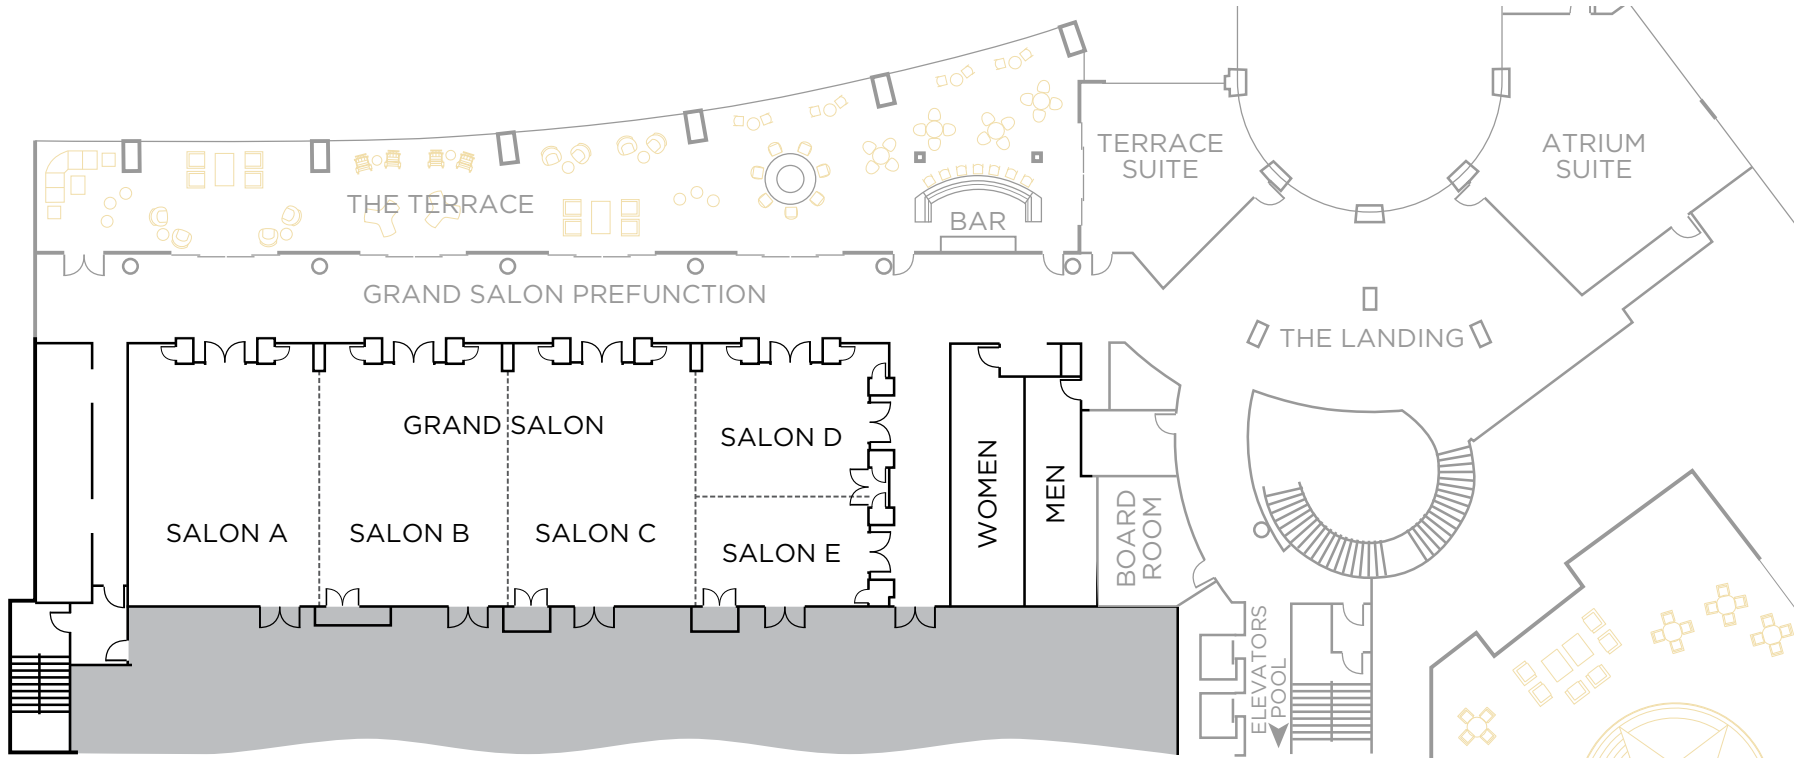 TERRACE
SUITE
ATRIUM
SUITE
THE TERRACE
BAR
GRAND SALON PREFUNCTION
THE LANDING
GRAND SALON
SALON A
SALON B
SALON C
SALON D
SALON E
WOMEN
MEN
BOARD
ROOM
ELEVATORS
POOL